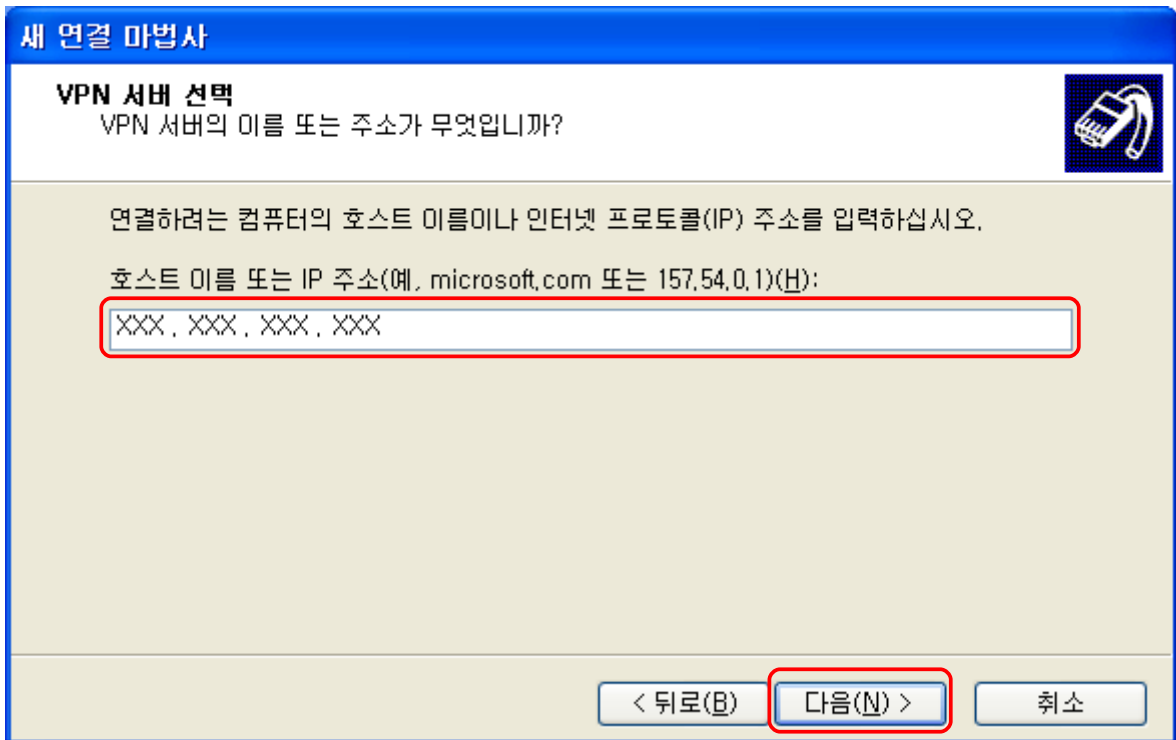 새 연결 마법사
VPN 서버 선택
VPN 서버의 이름 또는 주소가 무엇입니까?
연결하려는 컴퓨터의 호스트 이름이나 인터넷 프로토콜(IP) 주소를 입력하십시오.
호스트 이름 또는 IP 주소(예, microsoft.com 또는 157.54.0.1)(H):
XXX . XXX . XXX . XXX
< 뒤로(B) 다음(N) > 취소